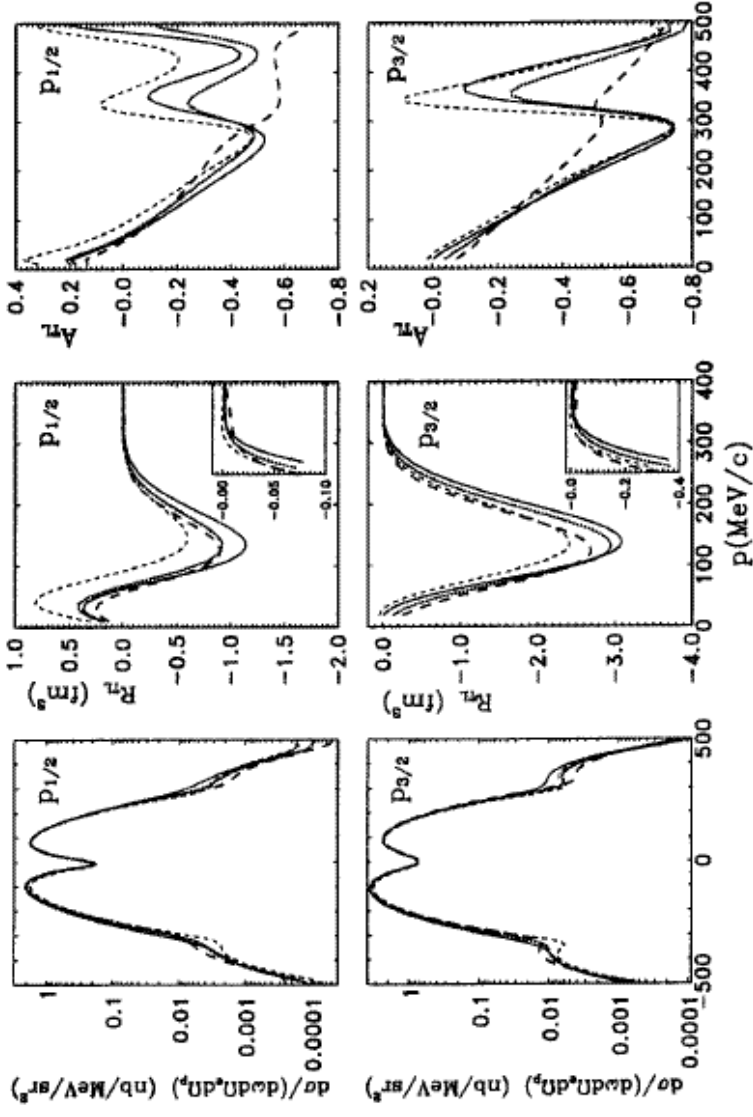 dσ/(dωdΩₑdΩₚ) (nb/MeV/sr²)
1
0.1
0.01
0.001
0.0001
p1/2
R_TL (fm³)
1.0
0.5
0.0
−0.5
−1.0
−1.5
−2.0
p1/2
−0.00
−0.05
−0.10
A_TL
0.4
0.2
−0.0
−0.2
−0.4
−0.6
−0.8
p1/2
dσ/(dωdΩₑdΩₚ) (nb/MeV/sr²)
1
0.1
0.01
0.001
0.0001
p3/2
−500 0 500
R_TL (fm³)
0.0
−1.0
−2.0
−3.0
−4.0
p3/2
−0.0
−0.2
−0.4
0 100 200 300 400
A_TL
0.2
−0.0
−0.2
−0.4
−0.6
−0.8
p3/2
0 100 200 300 400 500
p(MeV/c)